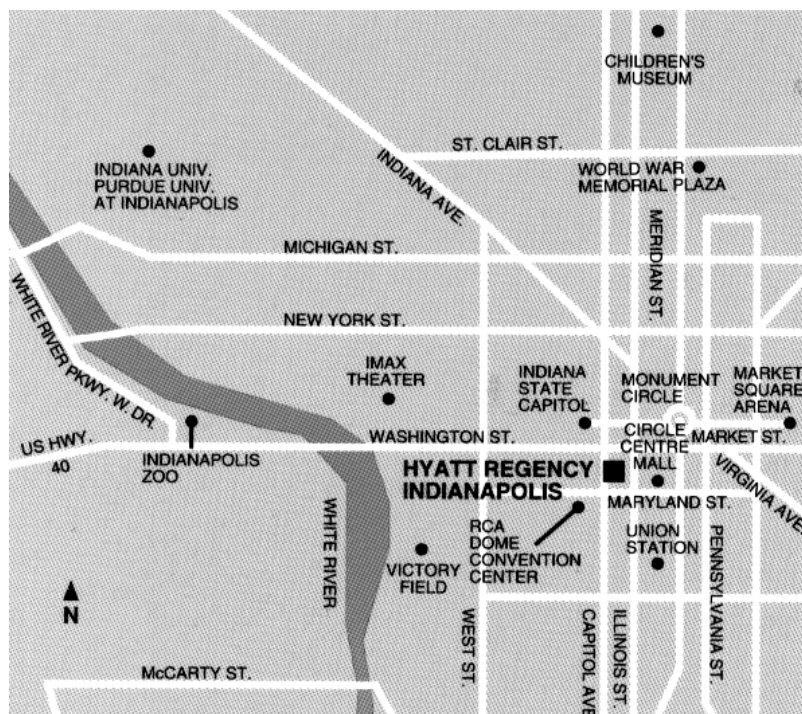 CHILDREN'S
MUSEUM
ST. CLAIR ST.
INDIANA AVE.
INDIANA UNIV.
PURDUE UNIV.
AT INDIANAPOLIS
WORLD WAR
MEMORIAL PLAZA
MERIDIAN ST.
MICHIGAN ST.
WHITE RIVER PKWY. W. DR.
NEW YORK ST.
IMAX
THEATER
INDIANA
STATE
CAPITOL
MONUMENT
CIRCLE
MARKET
SQUARE
ARENA
US HWY.
40
INDIANAPOLIS
ZOO
WASHINGTON ST.
CIRCLE
CENTRE
MALL
MARKET ST.
VIRGINIA AVE.
HYATT REGENCY
INDIANAPOLIS
MARYLAND ST.
WHITE RIVER
VICTORY
FIELD
RCA
DOME
CONVENTION
CENTER
UNION
STATION
PENNSYLVANIA ST.
N
WEST ST.
CAPITOL AVE.
ILLINOIS ST.
McCARTY ST.